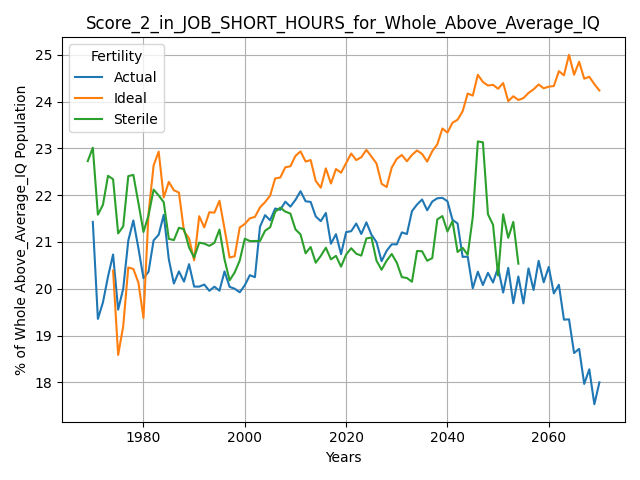 Score_2_in_JOB_SHORT_HOURS_for_Whole_Above_Average_IQ
Fertility
Actual
Ideal
Sterile
% of Whole Above_Average_IQ Population
25
24
23
22
21
20
19
18
1980
2000
2020
2040
2060
Years